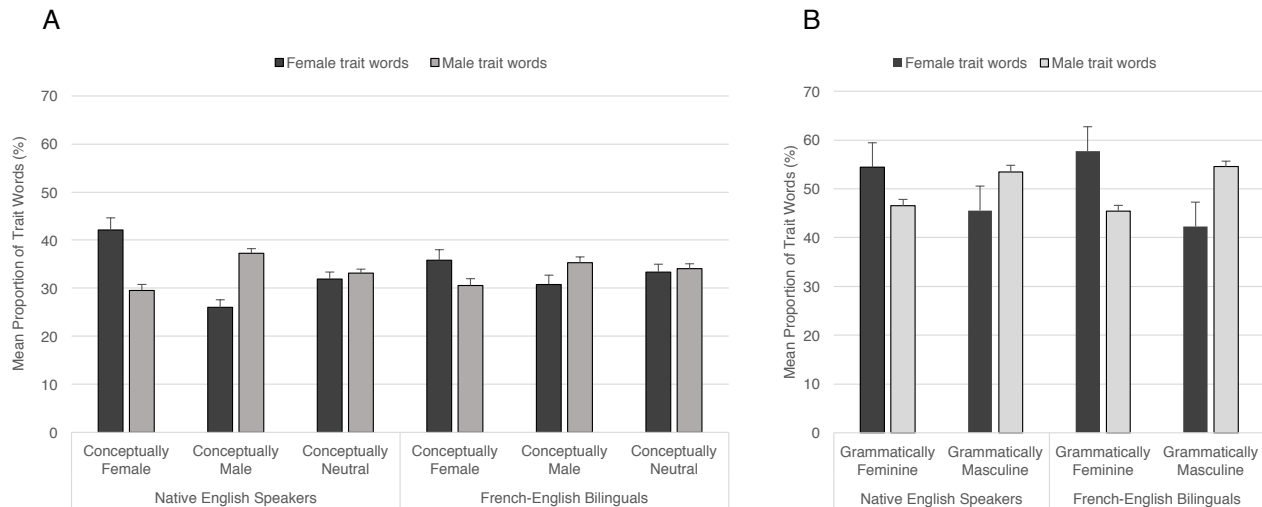 A
Female trait words Male trait words
Mean Proportion of Trait Words (%)
70
60
50
40
30
20
10
0
Conceptually Female
Conceptually Male
Conceptually Neutral
Conceptually Female
Conceptually Male
Conceptually Neutral
Native English Speakers
French-English Bilinguals
B
Female trait words Male trait words
Mean Proportion of Trait Words (%)
70
60
50
40
30
20
10
0
Grammatically Feminine
Grammatically Masculine
Grammatically Feminine
Grammatically Masculine
Native English Speakers
French-English Bilinguals